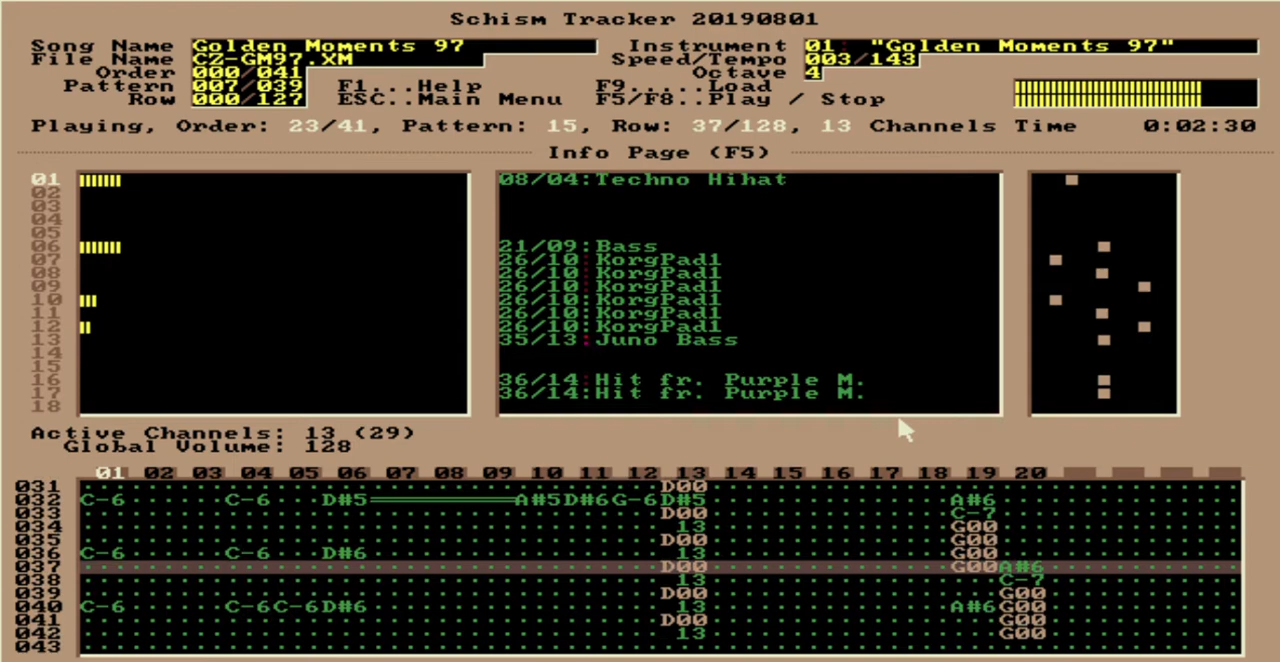 Schism Tracker 20190801
Song Name Golden Moments 97 Instrument 01: "Golden Moments 97"
File Name CZ-GM97.XM Speed/Tempo 003/143
Order 000/041 Octave 4
Pattern 007/039 F1...Help F9.....Load
Row 000/127 ESC..Main Menu F5/F8..Play / Stop
Playing, Order: 23/41, Pattern: 15, Row: 37/128, 13 Channels Time 0:02:30
Info Page (F5)
01 08/04:Techno Hihat
02
03
04
05
06 21/09:Bass
07 26/10:KorgPad1
08 26/10:KorgPad1
09 26/10:KorgPad1
10 26/10:KorgPad1
11 26/10:KorgPad1
12 26/10:KorgPad1
13 35/13:Juno Bass
14
15
16 36/14:Hit fr. Purple M.
17 36/14:Hit fr. Purple M.
18
Active Channels: 13 (29)
Global Volume: 128
01 02 03 04 05 06 07 08 09 10 11 12 13 14 15 16 17 18 19 20
031 D00
032 C-6 C-6 D#5 A#5 D#6 G-6 D#5 A#6
033 D00 C-7
034 13 G00
035 D00 G00
036 C-6 C-6 D#6 13 G00
037 D00 G00 A#6
038 13 C-7
039 D00 G00
040 C-6 C-6 C-6 D#6 13 A#6 G00
041 D00 G00
042 13 G00
043